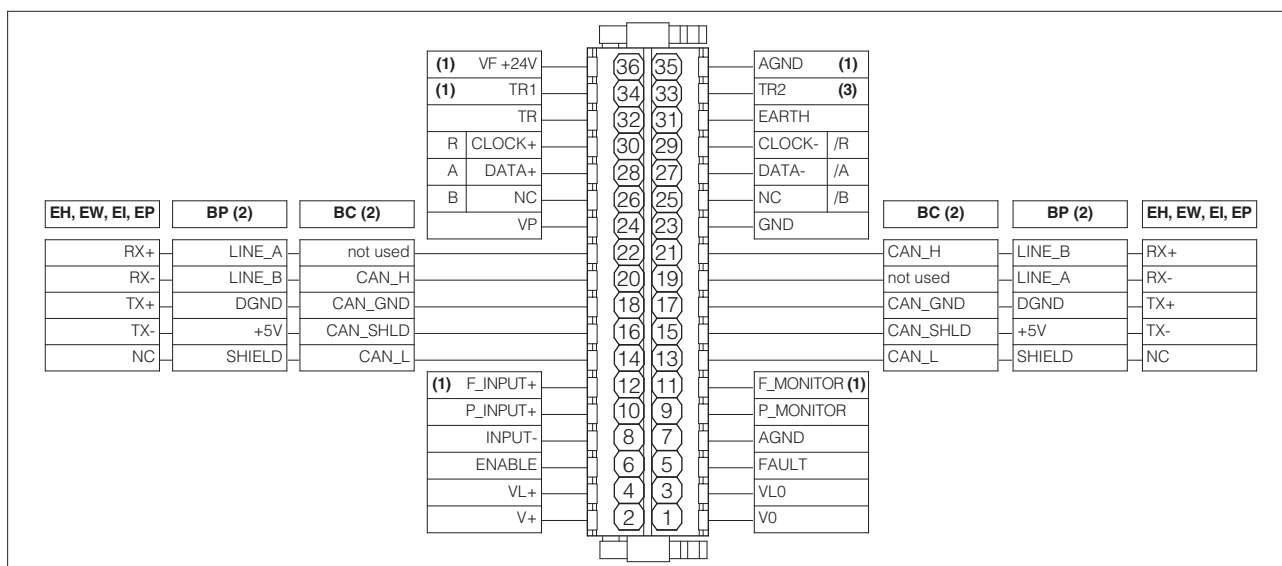 (1) VF +24V 36 35 AGND (1)
(1) TR1 34 33 TR2 (3)
TR 32 31 EARTH
R CLOCK+ 30 29 CLOCK- /R
A DATA+ 28 27 DATA- /A
B NC 26 25 NC /B
EH, EW, EI, EP BP (2) BC (2) VP 24 23 GND BC (2) BP (2) EH, EW, EI, EP
RX+ LINE_A not used 22 21 CAN_H LINE_B RX+
RX- LINE_B CAN_H 20 19 not used LINE_A RX-
TX+ DGND CAN_GND 18 17 CAN_GND DGND TX+
TX- +5V CAN_SHLD 16 15 CAN_SHLD +5V TX-
NC SHIELD CAN_L 14 13 CAN_L SHIELD NC
(1) F_INPUT+ 12 11 F_MONITOR (1)
P_INPUT+ 10 9 P_MONITOR
INPUT- 8 7 AGND
ENABLE 6 5 FAULT
VL+ 4 3 VL0
V+ 2 1 V0